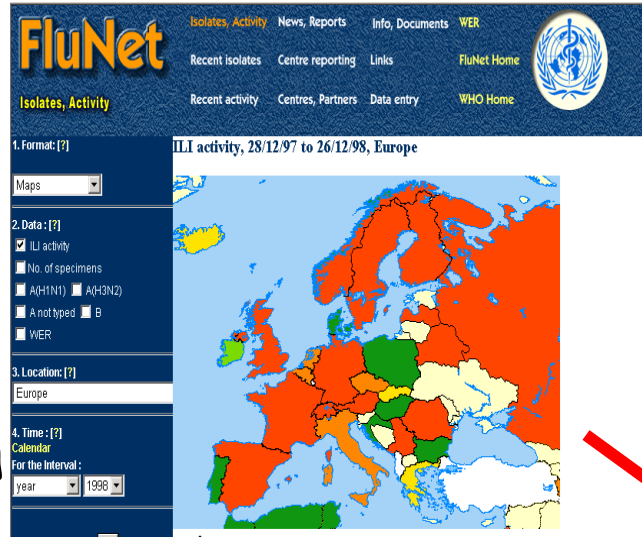 FluNet
Isolates, Activity
Isolates, Activity News, Reports Info, Documents WER
Recent isolates Centre reporting Links FluNet Home
Recent activity Centres, Partners Data entry WHO Home
1. Format: [?]
Maps
2. Data : [?]
ILI activity
No. of specimens
A(H1N1) A(H3N2)
A not typed B
WER
3. Location: [?]
Europe
4. Time : [?]
Calendar
For the Interval :
year 1998
ILI activity, 28/12/97 to 26/12/98, Europe